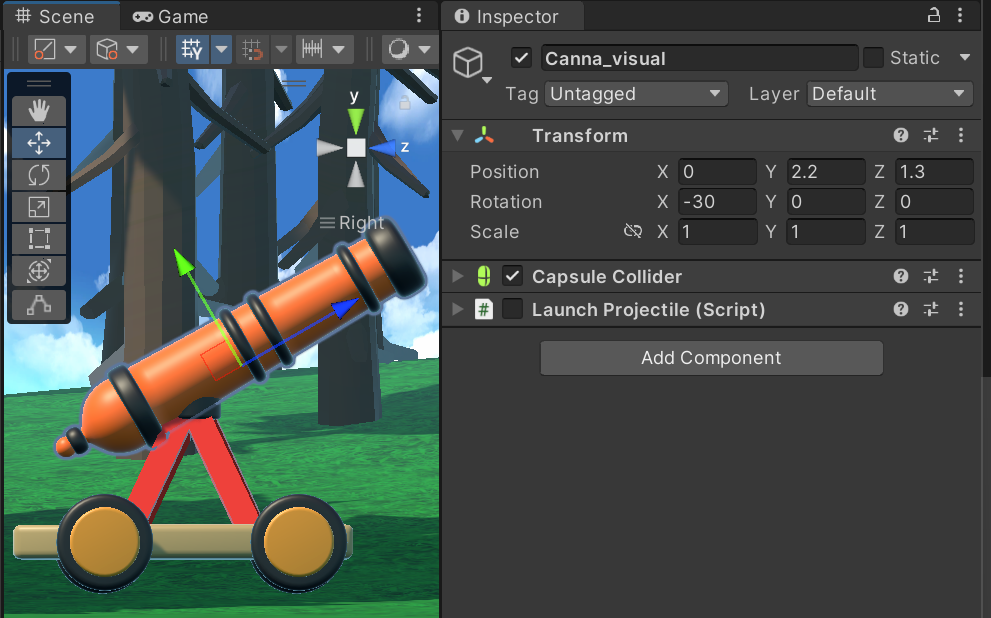 Scene Game
y
z
Right
Inspector
Canna_visual Static
Tag Untagged Layer Default
Transform
Position X 0 Y 2.2 Z 1.3
Rotation X -30 Y 0 Z 0
Scale X 1 Y 1 Z 1
Capsule Collider
# Launch Projectile (Script)
Add Component